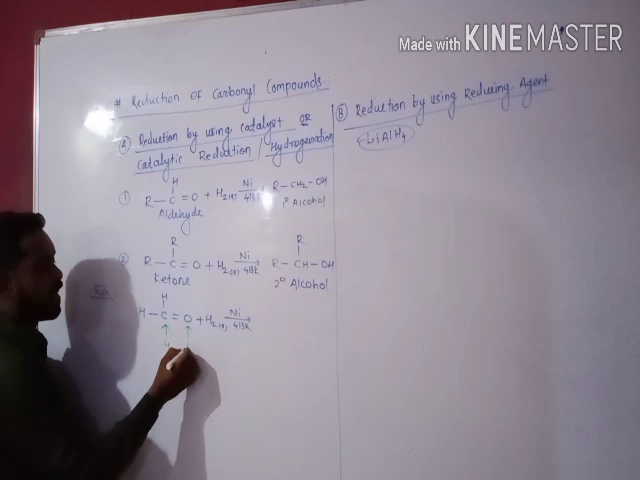 Made with KINEMASTER
# Reduction of Carbonyl Compounds :
(A) Reduction by using Catalyst OR
Catalytic Reduction / Hydrogenation
H
1) R — C = O + H₂(g) Ni 413K R — CH₂ — OH
Aldehyde 1° Alcohol
R R
2) R — C = O + H₂(g) Ni 413K R — CH — OH
Ketone 2° Alcohol
Ex.
H
H — C = O + H₂(g) Ni 413K
H
(B) Reduction by using Reducing Agent
- LiAlH₄